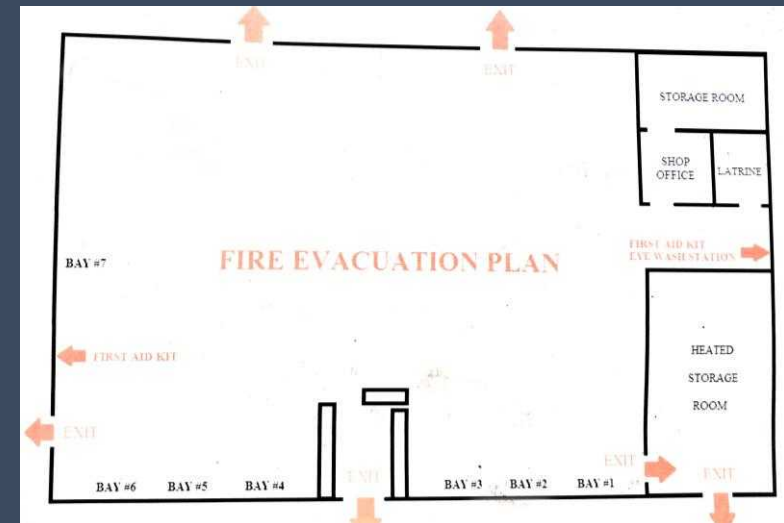 EXIT
EXIT
STORAGE ROOM
SHOP
OFFICE
LATRINE
BAY #7
FIRE EVACUATION PLAN
FIRST AID KIT
EYE WASH STATION
FIRST AID KIT
HEATED
STORAGE
ROOM
EXIT
EXIT
EXIT
EXIT
BAY #6
BAY #5
BAY #4
BAY #3
BAY #2
BAY #1